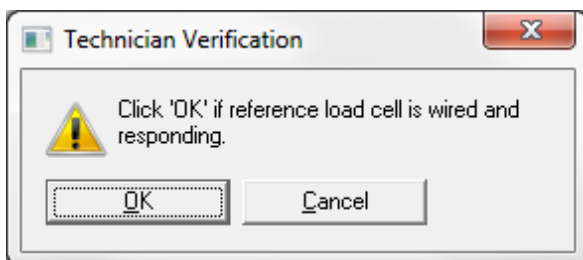 Technician Verification
Click 'OK' if reference load cell is wired and
responding.
OK
Cancel